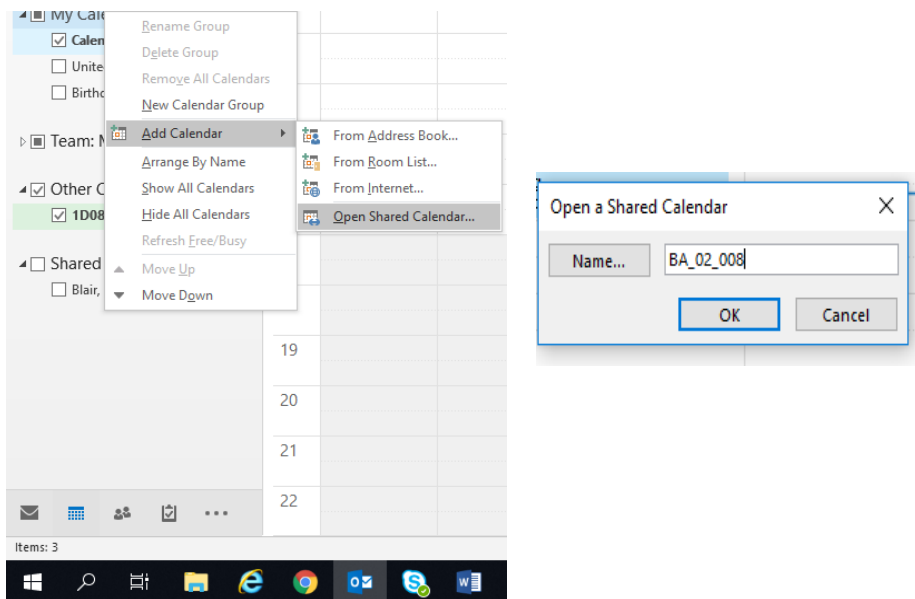 My Cale
Calen
Unite
Birthd
Team: M
Other C
1D08
Shared
Blair,
Rename Group
Delete Group
Remove All Calendars
New Calendar Group
Add Calendar
Arrange By Name
Show All Calendars
Hide All Calendars
Refresh Free/Busy
Move Up
Move Down
From Address Book...
From Room List...
From Internet...
Open Shared Calendar...
19
20
21
22
Items: 3
Open a Shared Calendar
Name...
BA_02_008
OK
Cancel